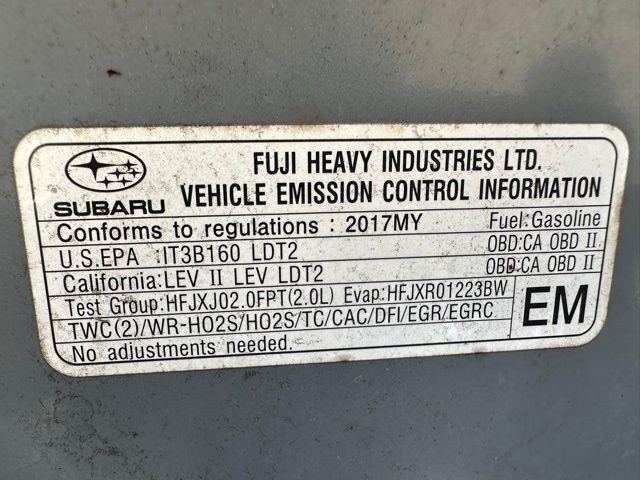 SUBARU
FUJI HEAVY INDUSTRIES LTD.
VEHICLE EMISSION CONTROL INFORMATION
Conforms to regulations : 2017MY Fuel:Gasoline
U.S.EPA :IT3B160 LDT2 OBD:CA OBD II
California:LEV II LEV LDT2 OBD:CA OBD II
Test Group:HFJXJ02.0FPT(2.0L) Evap:HFJXR01223BW
TWC(2)/WR-HO2S/HO2S/TC/CAC/DFI/EGR/EGRC
No adjustments needed.
EM